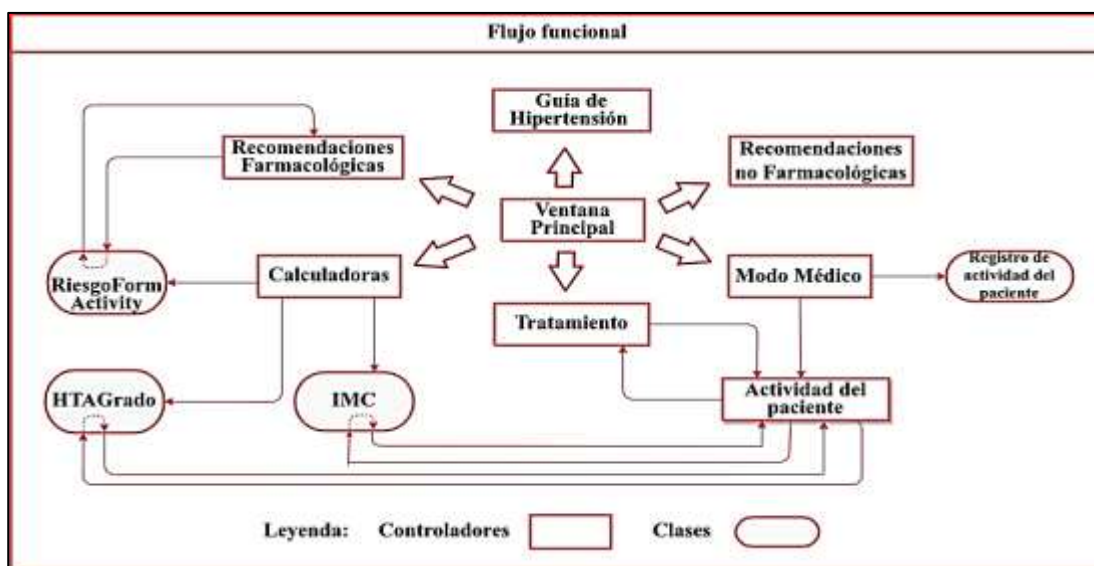 Flujo funcional
Guía de
Hipertensión
Recomendaciones
Farmacológicas
Recomendaciones
no Farmacológicas
Ventana
Principal
RiesgoForm
Activity
Calculadoras
Modo Médico
Registro de
actividad del
paciente
Tratamiento
HTAGrado
IMC
Actividad del
paciente
Leyenda: Controladores Clases